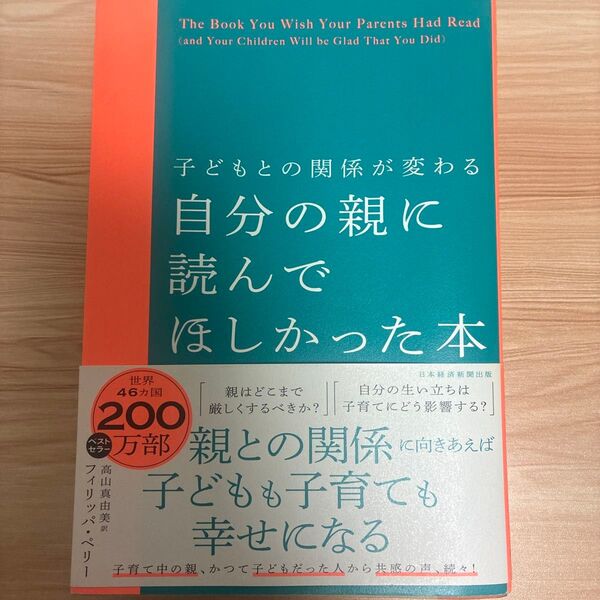 The Book You Wish Your Parents Had Read
(and Your Children Will be Glad That You Did)
子どもとの関係が変わる
自分の親に
読んで
ほしかった本
日本経済新聞出版
世界
46カ国
200
万部
ベスト
セラー
「親はどこまで
厳しくするべきか?」
「自分の生い立ちは
子育てにどう影響する?」
親との関係に向きあえば
子どもも子育ても
幸せになる
フィリッパ・ペリー
高山真由美 訳
子育て中の親、かつて子どもだった人から共感の声、続々!